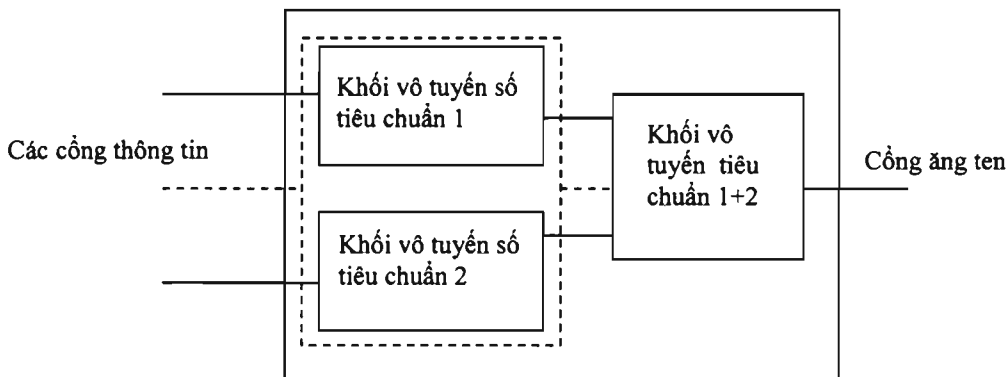 Các cổng thông tin
Khối vô tuyến số
tiêu chuẩn 1
Khối vô tuyến số
tiêu chuẩn 2
Khối vô
tuyến tiêu
chuẩn 1+2
Cổng ăng ten